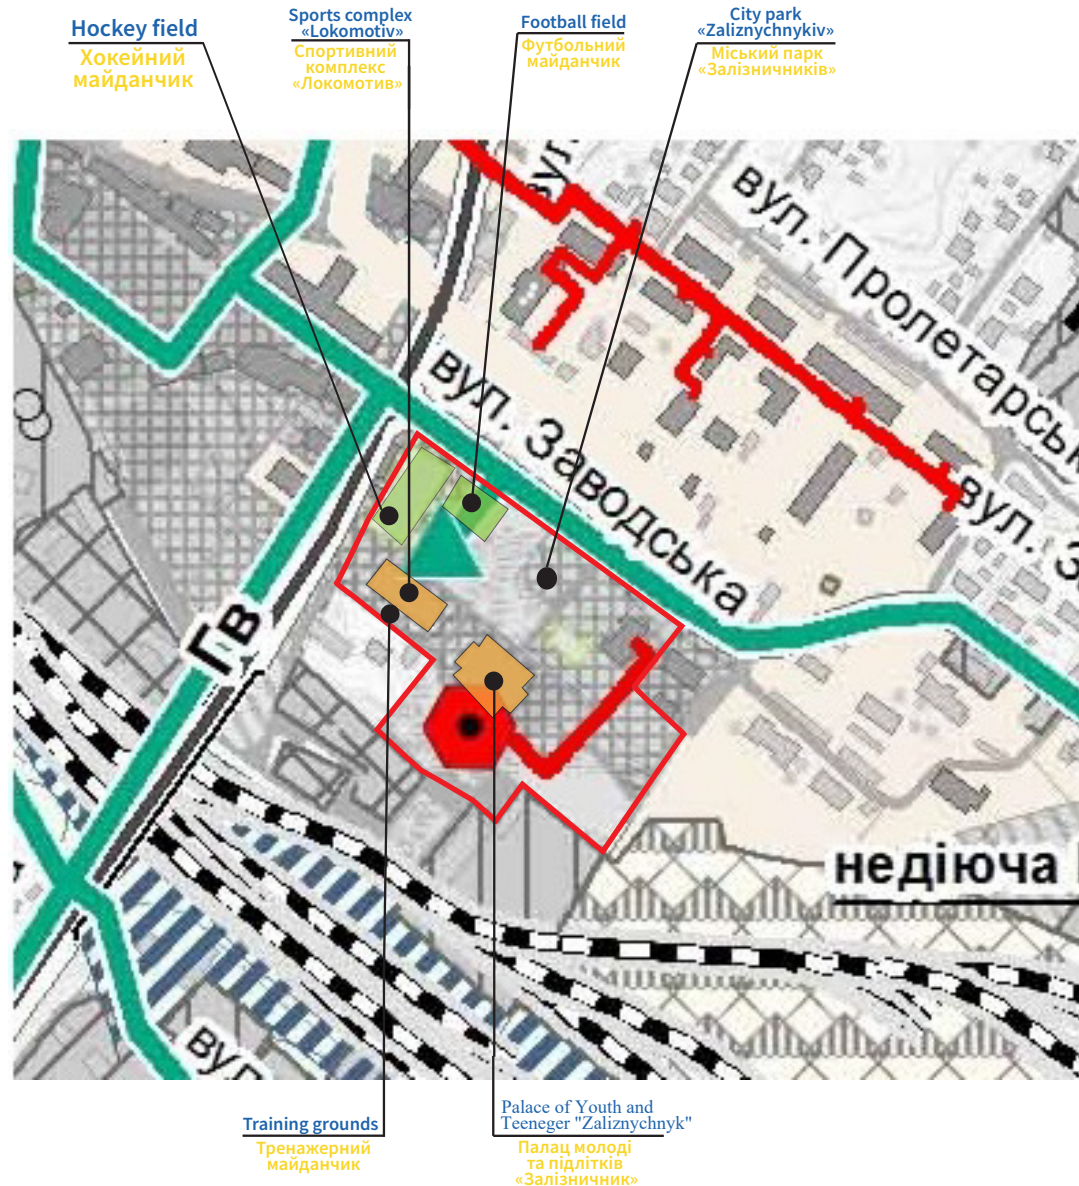 Hockey field
Хокейний
майданчик
Sports complex
«Lokomotiv»
Спортивний
комплекс
«Локомотив»
Football field
Футбольний
майданчик
City park
«Zaliznychnykiv»
Міський парк
«Залізничників»
вул.
вул. Пролетарськ
вул. Заводська
вул. З
Гв
недіюча
вул
Training grounds
Тренажерний
майданчик
Palace of Youth and
Teeneger "Zaliznychnyk"
Палац молоді
та підлітків
«Залізничник»